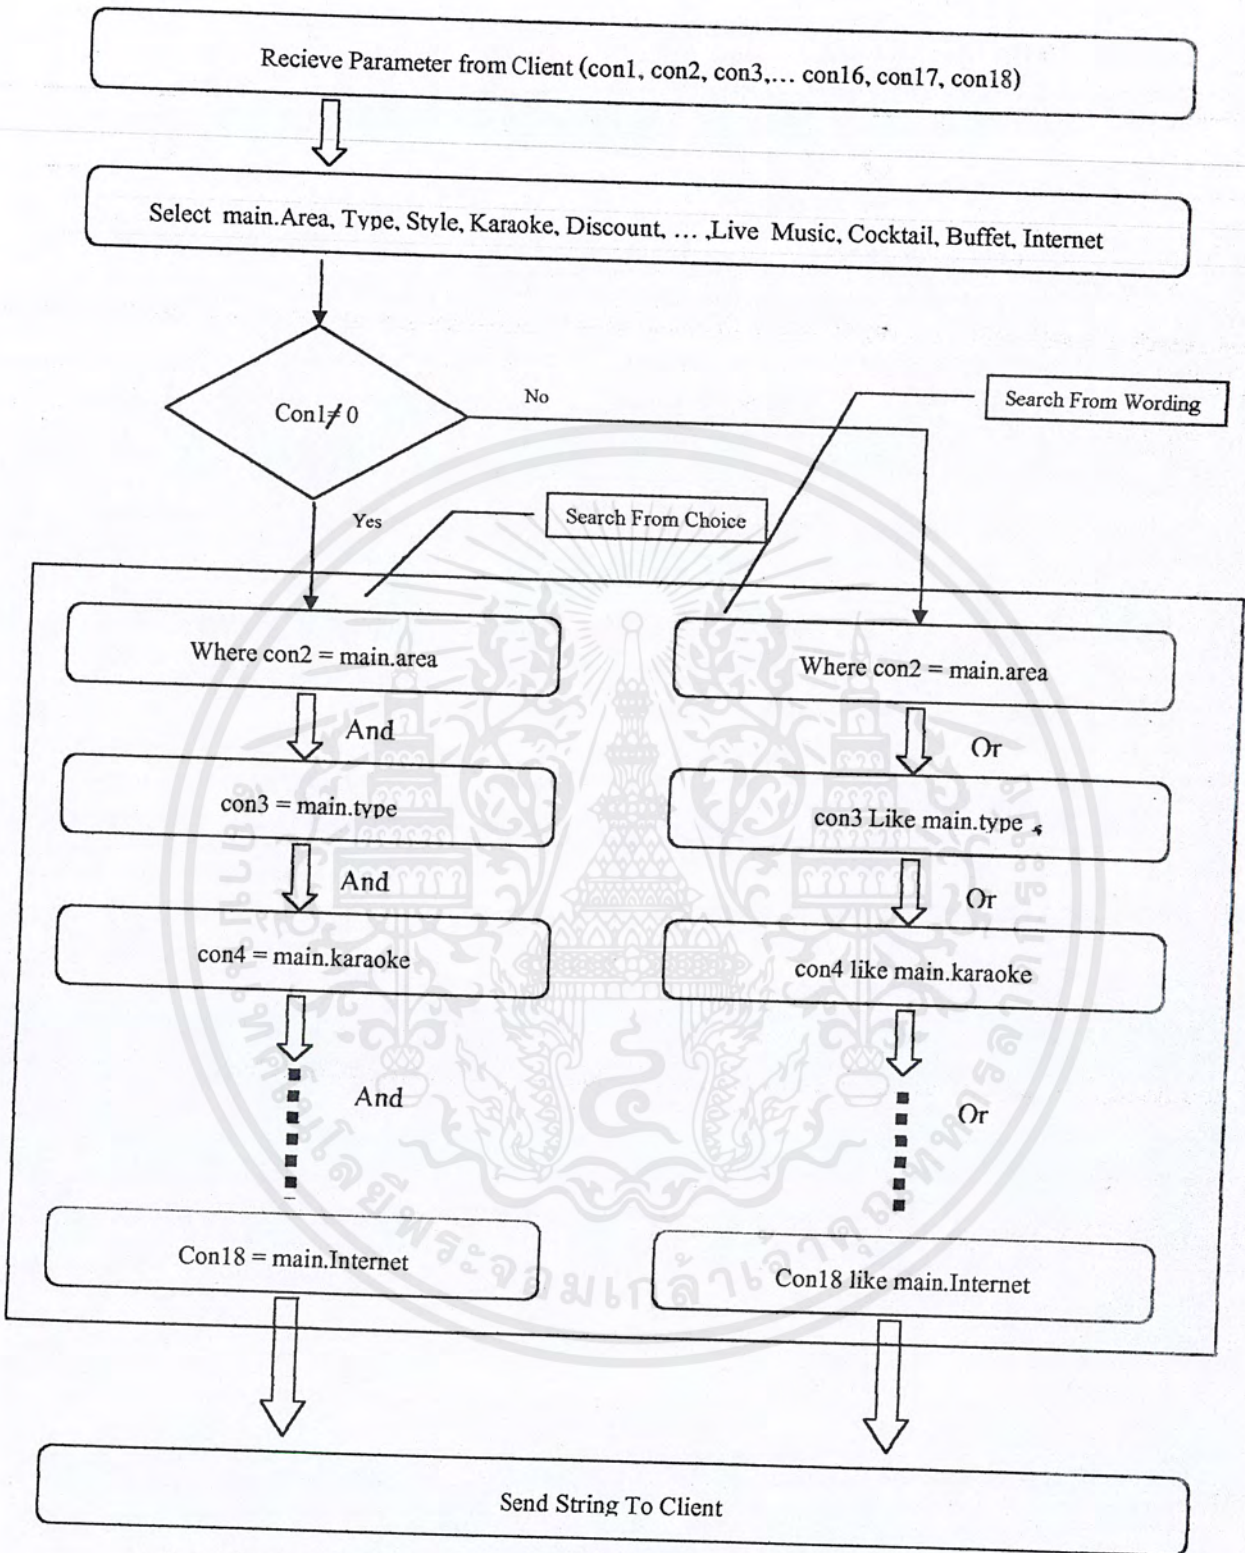 Recieve Parameter from Client (con1, con2, con3,... con16, con17, con18)
Select main.Area, Type, Style, Karaoke, Discount, ... ,Live Music, Cocktail, Buffet, Internet
Con1≠ 0
No
Search From Wording
Yes
Search From Choice
Where con2 = main.area
And
con3 = main.type
And
con4 = main.karaoke
And
Con18 = main.Internet
Where con2 = main.area
Or
con3 Like main.type
Or
con4 like main.karaoke
Or
Con18 like main.Internet
Send String To Client